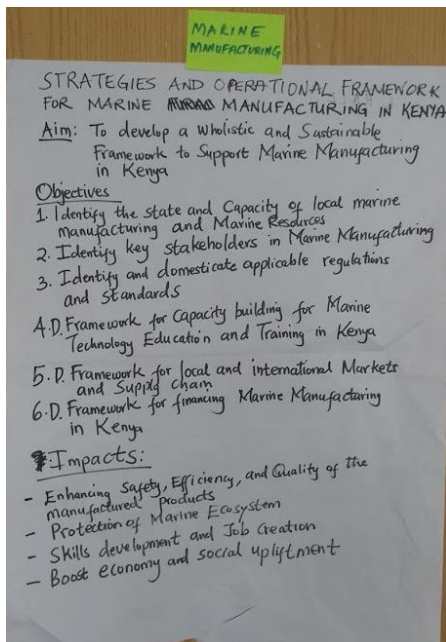 MARINE
MANUFACTURING
STRATEGIES AND OPERATIONAL FRAMEWORK
FOR MARINE MANUFACTURING IN KENYA
Aim: To develop a wholistic and Sustainable
Framework to Support Marine Manufacturing
in Kenya
Objectives
1. Identify the state and Capacity of local marine
manufacturing and Marine Resources
2. Identify key stakeholders in Marine Manufacturing
3. Identify and domesticate applicable regulations
and standards
4.D. Framework for Capacity building for Marine
Technology Education and Training in Kenya
5.D. Framework for local and international Markets
and Supply chain
6.D. Framework for financing Marine Manufacturing
in Kenya
Impacts:
- Enhancing Safety, Efficiency, and Quality of the
manufactured products
- Protection of Marine Ecosystem
- Skills development and Job Creation
- Boost economy and social uplyftment